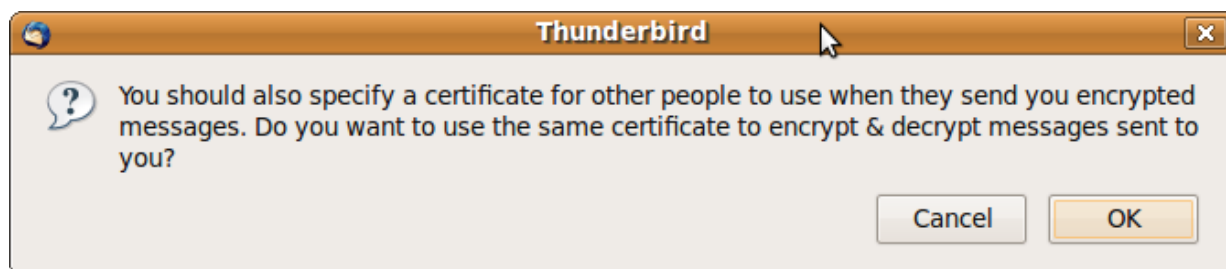 Thunderbird
You should also specify a certificate for other people to use when they send you encrypted
messages. Do you want to use the same certificate to encrypt & decrypt messages sent to
you?
Cancel OK